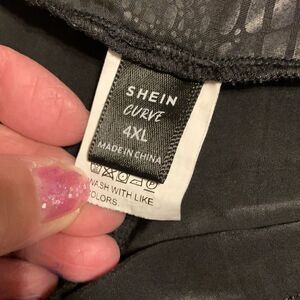 SHEIN
CURVE
4XL
MADE IN CHINA
WASH WITH LIKE
COLORS